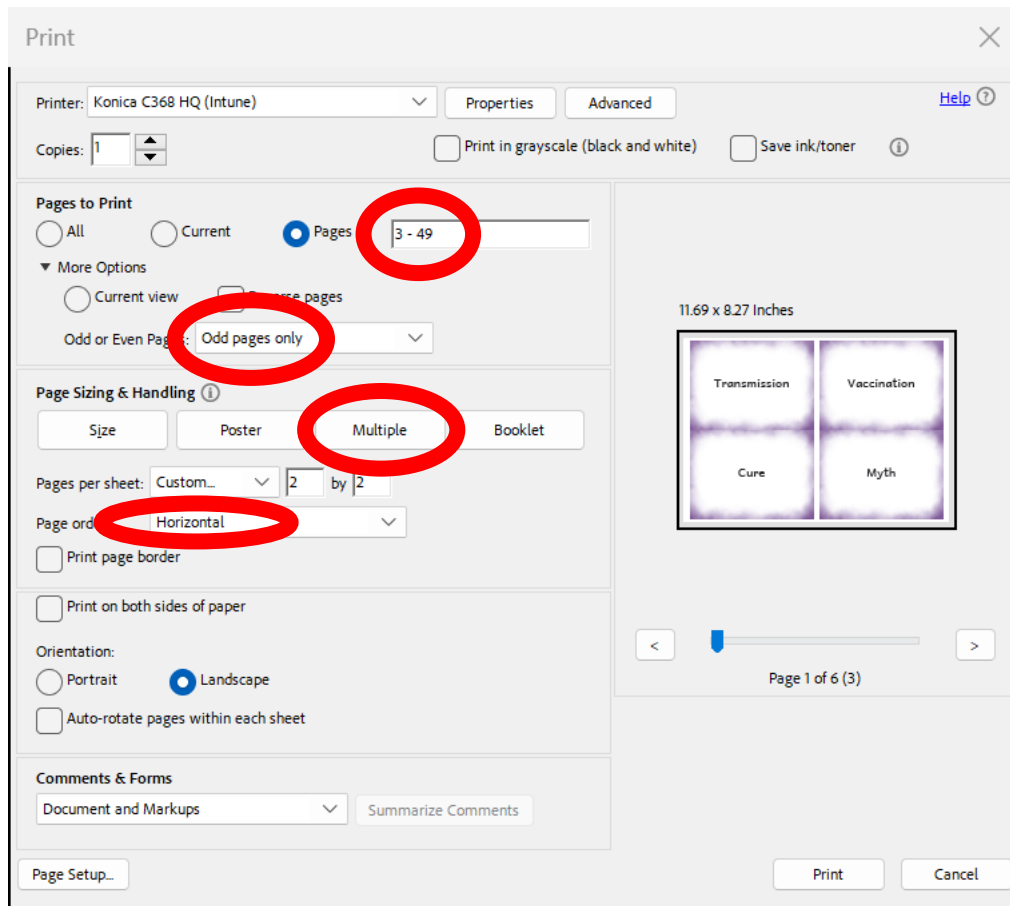 Print
Printer: Konica C368 HQ (Intune) Properties Advanced Help
Copies: 1 Print in grayscale (black and white) Save ink/toner
Pages to Print
All Current Pages 3 - 49
More Options
Current view pages
Odd or Even Pages: Odd pages only
11.69 x 8.27 Inches
Transmission Vaccination
Cure Myth
Page Sizing & Handling
Size Poster Multiple Booklet
Pages per sheet: Custom... 2 by 2
Page Horizontal
Print page border
Print on both sides of paper
Orientation:
Portrait Landscape
Auto-rotate pages within each sheet
< >
Page 1 of 6 (3)
Comments & Forms
Document and Markups Summarize Comments
Page Setup... Print Cancel